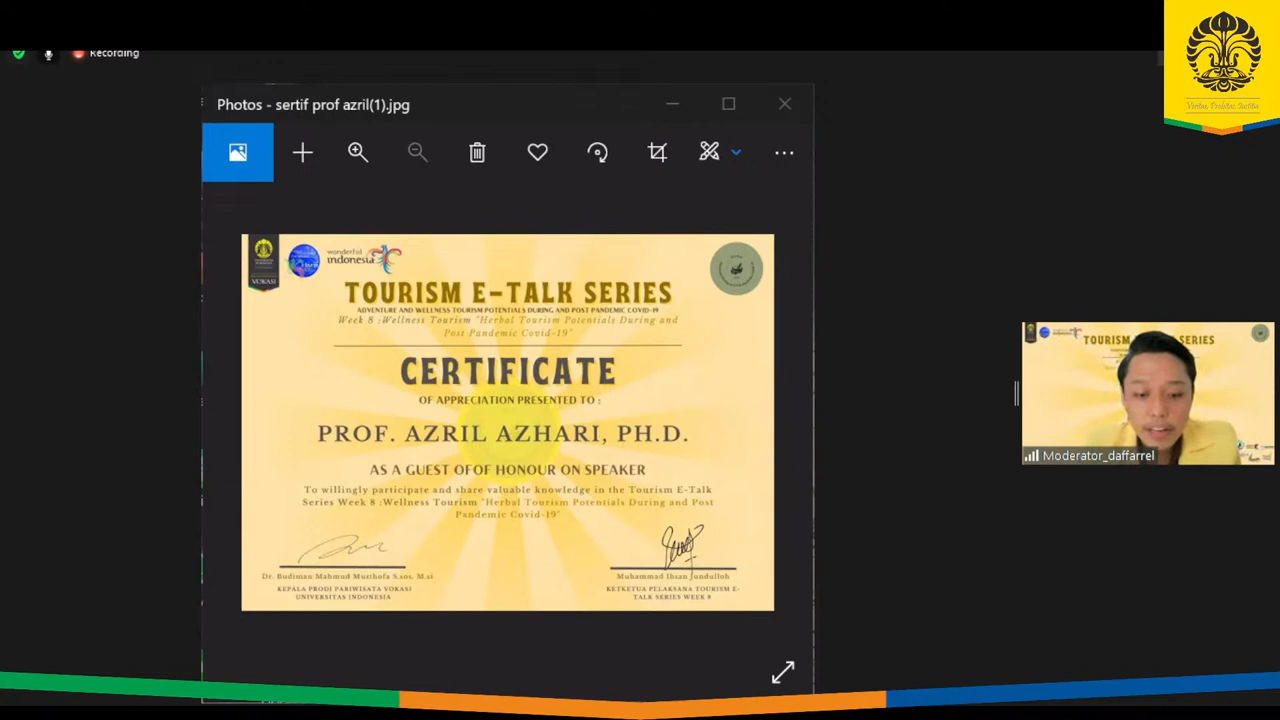 Recording
Veritas, Probitas, Iustitia
Photos - sertif prof azril(1).jpg
VOKASI
wonderful
indonesia
TOURISM E-TALK SERIES
ADVENTURE AND WELLNESS TOURISM POTENTIALS DURING AND POST PANDEMIC COVID-19
Week 8 :Wellness Tourism "Herbal Tourism Potentials During and
Post Pandemic Covid-19"
CERTIFICATE
OF APPRECIATION PRESENTED TO :
PROF. AZRIL AZHARI, PH.D.
AS A GUEST OFOF HONOUR ON SPEAKER
To willingly participate and share valuable knowledge in the Tourism E-Talk
Series Week 8 :Wellness Tourism "Herbal Tourism Potentials During and Post
Pandemic Covid-19"
Dr. Budiman Mahmud Musthofa S.sos, M.si
KEPALA PRODI PARIWISATA VOKASI
UNIVERSITAS INDONESIA
Muhammad Ihsan Jundulloh
KETKETUA PELAKSANA TOURISM E-
TALK SERIES WEEK 8
TOURISM E-TALK SERIES
Moderator_daffarrel